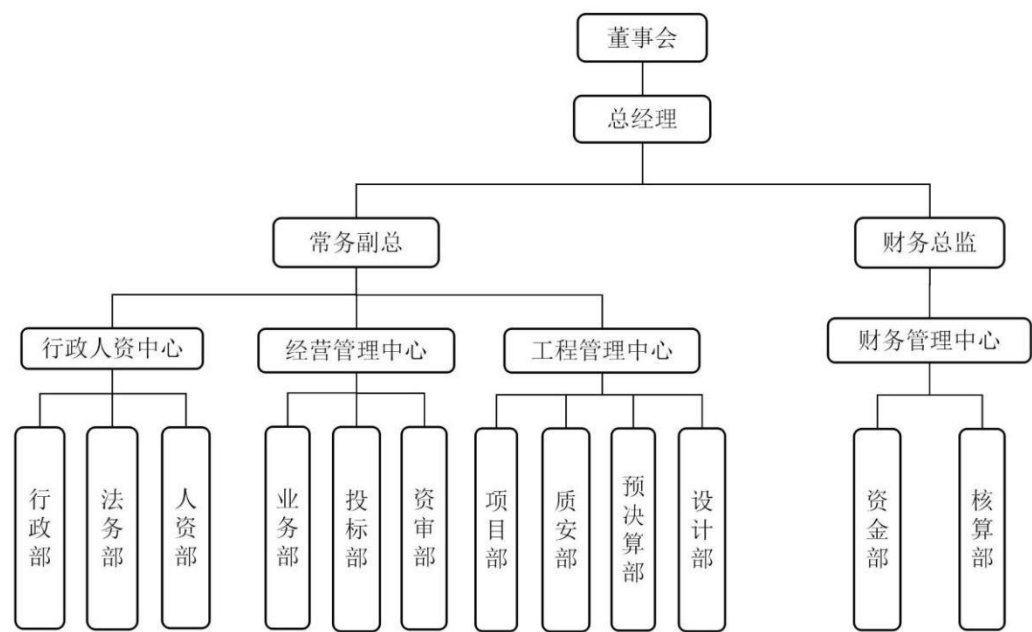 董事会
总经理
常务副总
财务总监
行政人资中心
经营管理中心
工程管理中心
财务管理中心
行政部
法务部
人资部
业务部
投标部
资审部
项目部
质安部
预决算部
设计部
资金部
核算部